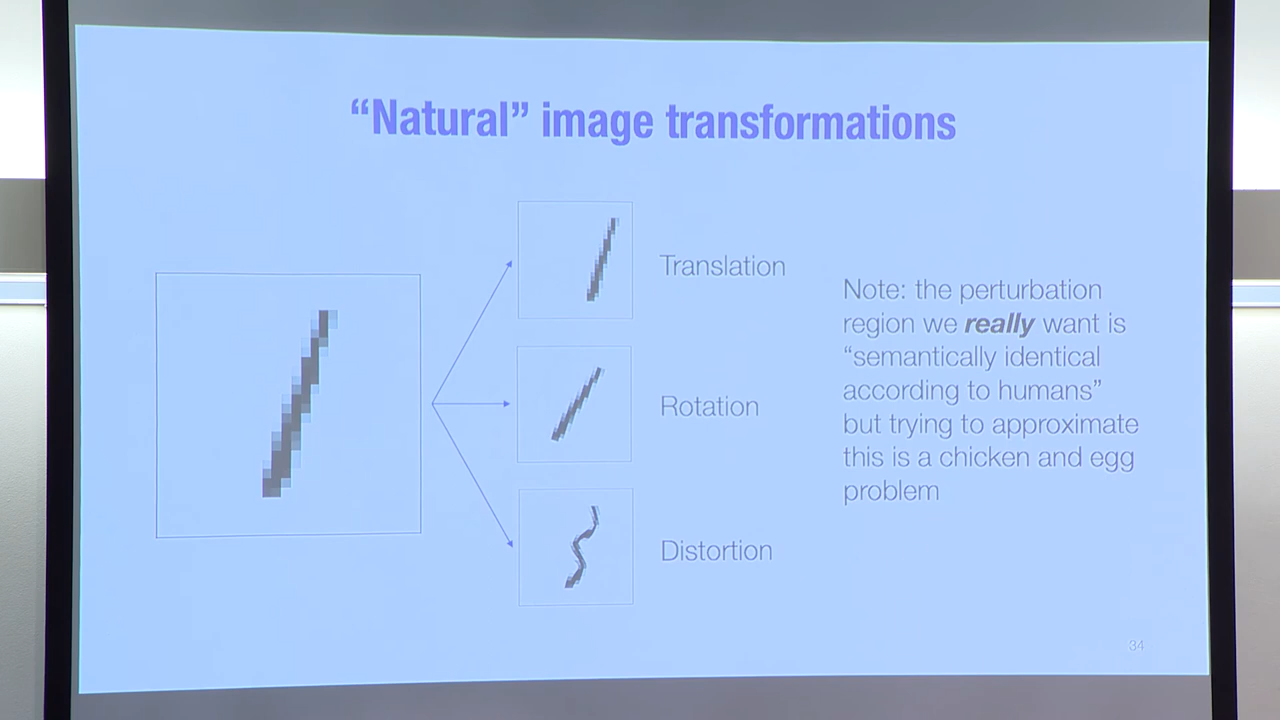 “Natural” image transformations
Translation
Rotation
Distortion
Note: the perturbation
region we really want is
“semantically identical
according to humans”
but trying to approximate
this is a chicken and egg
problem
34